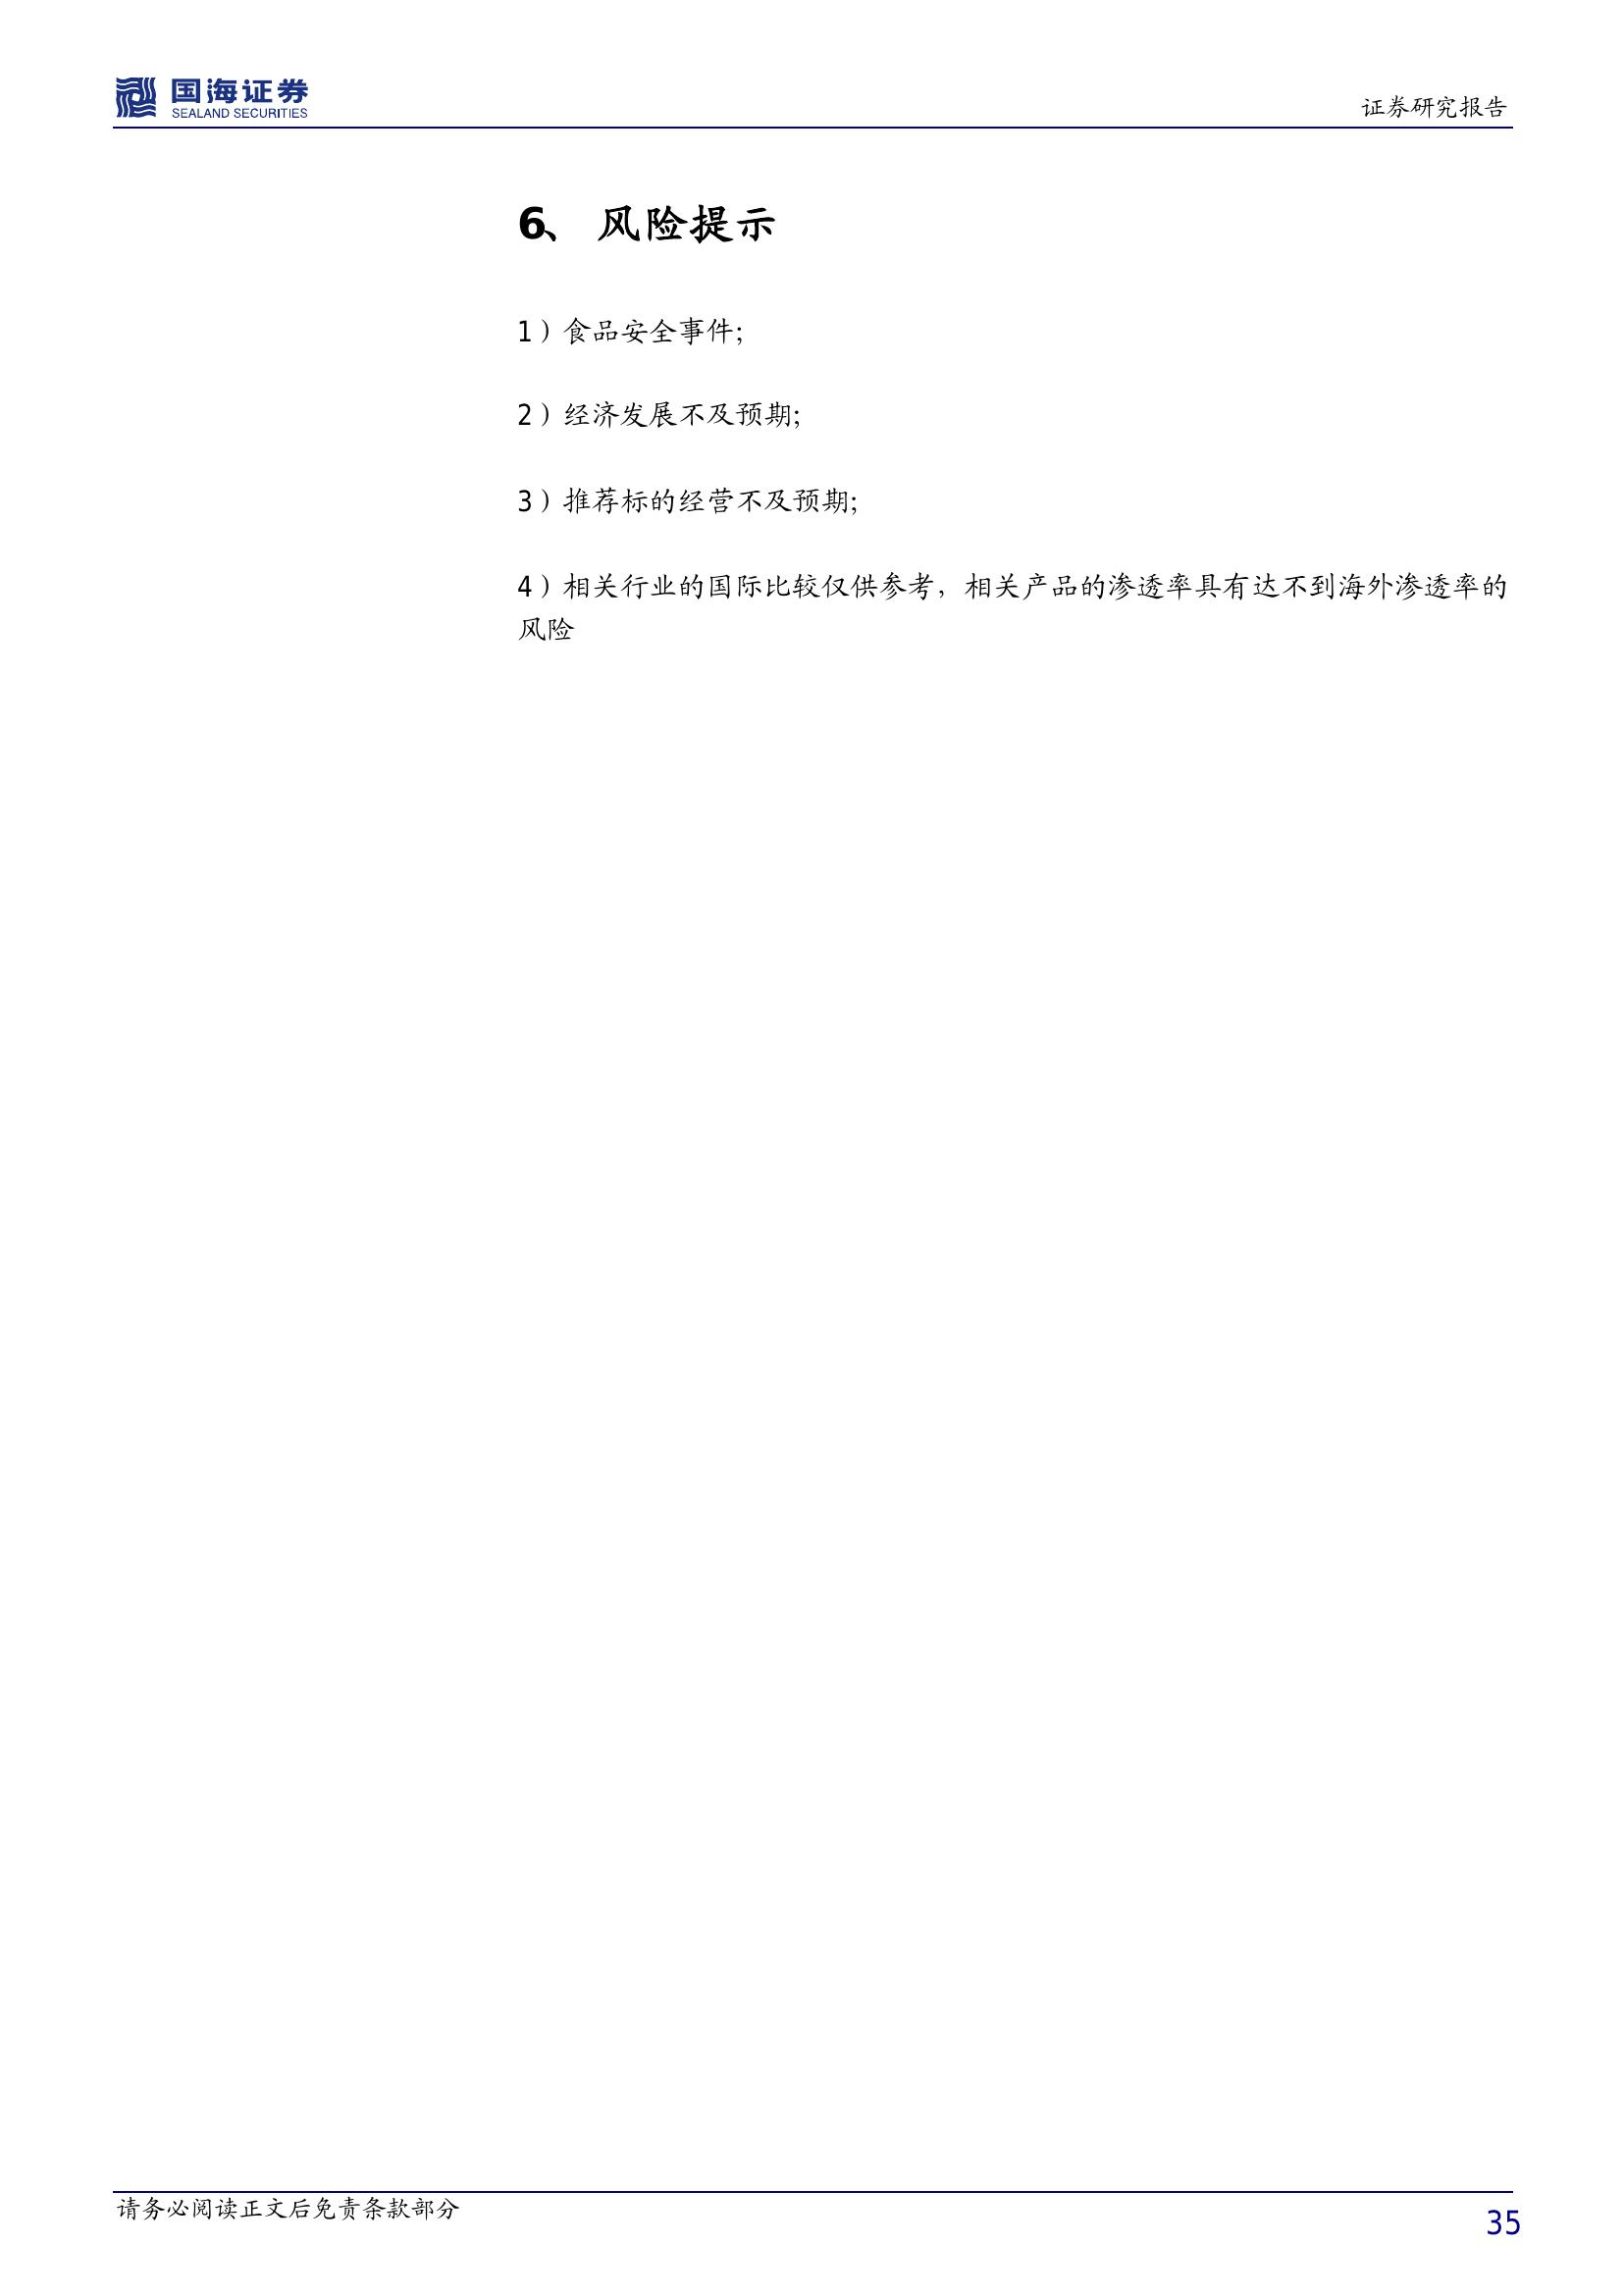 国海证券
SEALAND SECURITIES
证券研究报告
6、 风险提示
1）食品安全事件；
2）经济发展不及预期；
3）推荐标的经营不及预期；
4）相关行业的国际比较仅供参考，相关产品的渗透率具有达不到海外渗透率的
风险
请务必阅读正文后免责条款部分
35